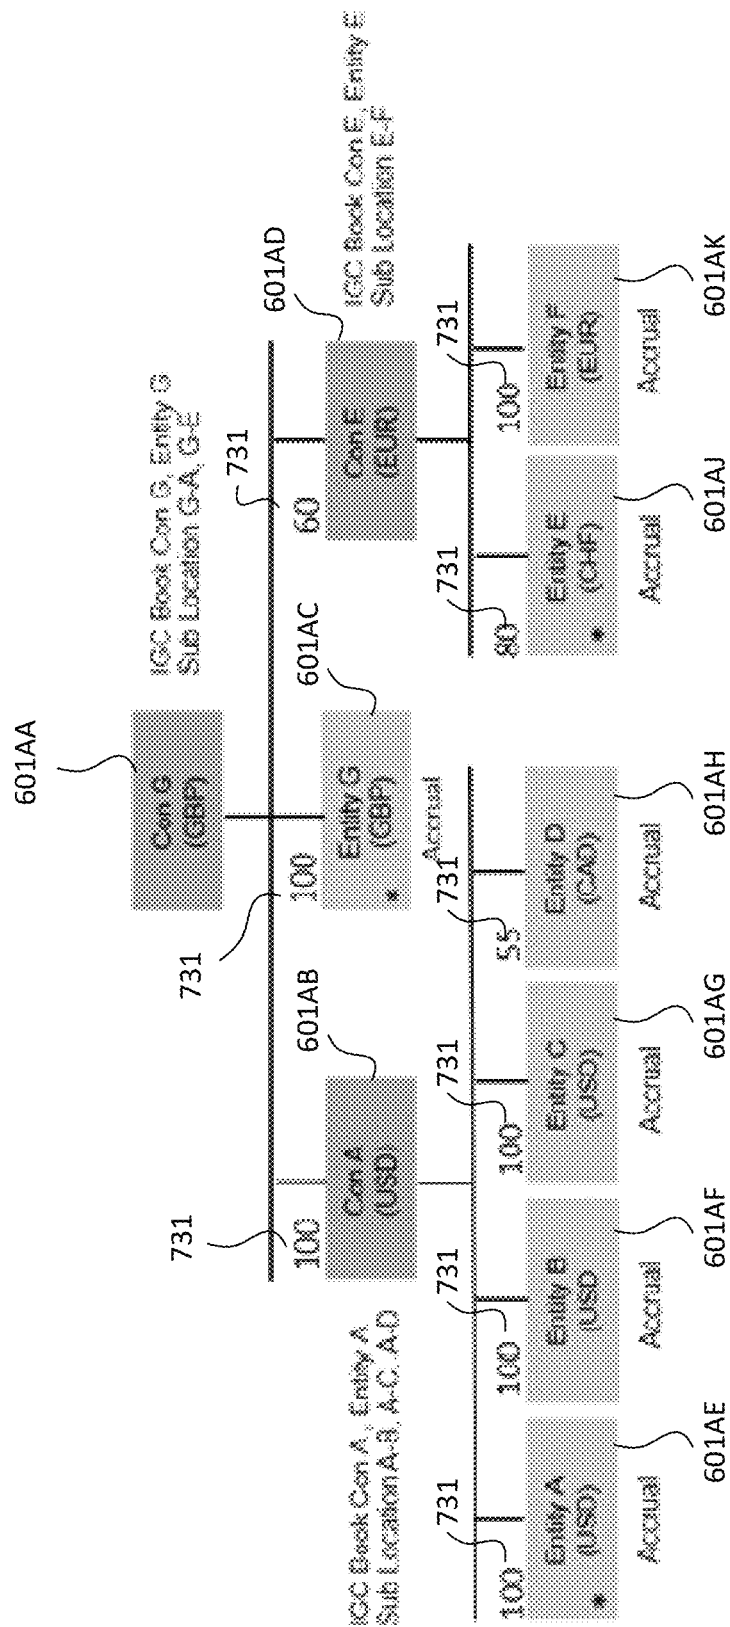 601AA
Con G
(GBP)
IGC Book Con G, Entity G
Sub Location G-A, G-E
731
100
731
100
731
60
601AB
Con A
(USD)
601AC
Entity G
(GBP)
*
Accrual
601AD
Con E
(EUR)
IGC Book Con A, Entity A
Sub Location A-B, A-C, A-D
IGC Book Con E, Entity E
Sub Location E-F
731
100
731
100
731
100
731
55
731
80
731
100
Entity A
(USD)
*
Accrual
601AE
Entity B
(USD
Accrual
601AF
Entity C
(USD)
Accrual
601AG
Entity D
(CAD)
Accrual
601AH
Entity E
(CHF)
*
Accrual
601AJ
Entity F
(EUR)
Accrual
601AK